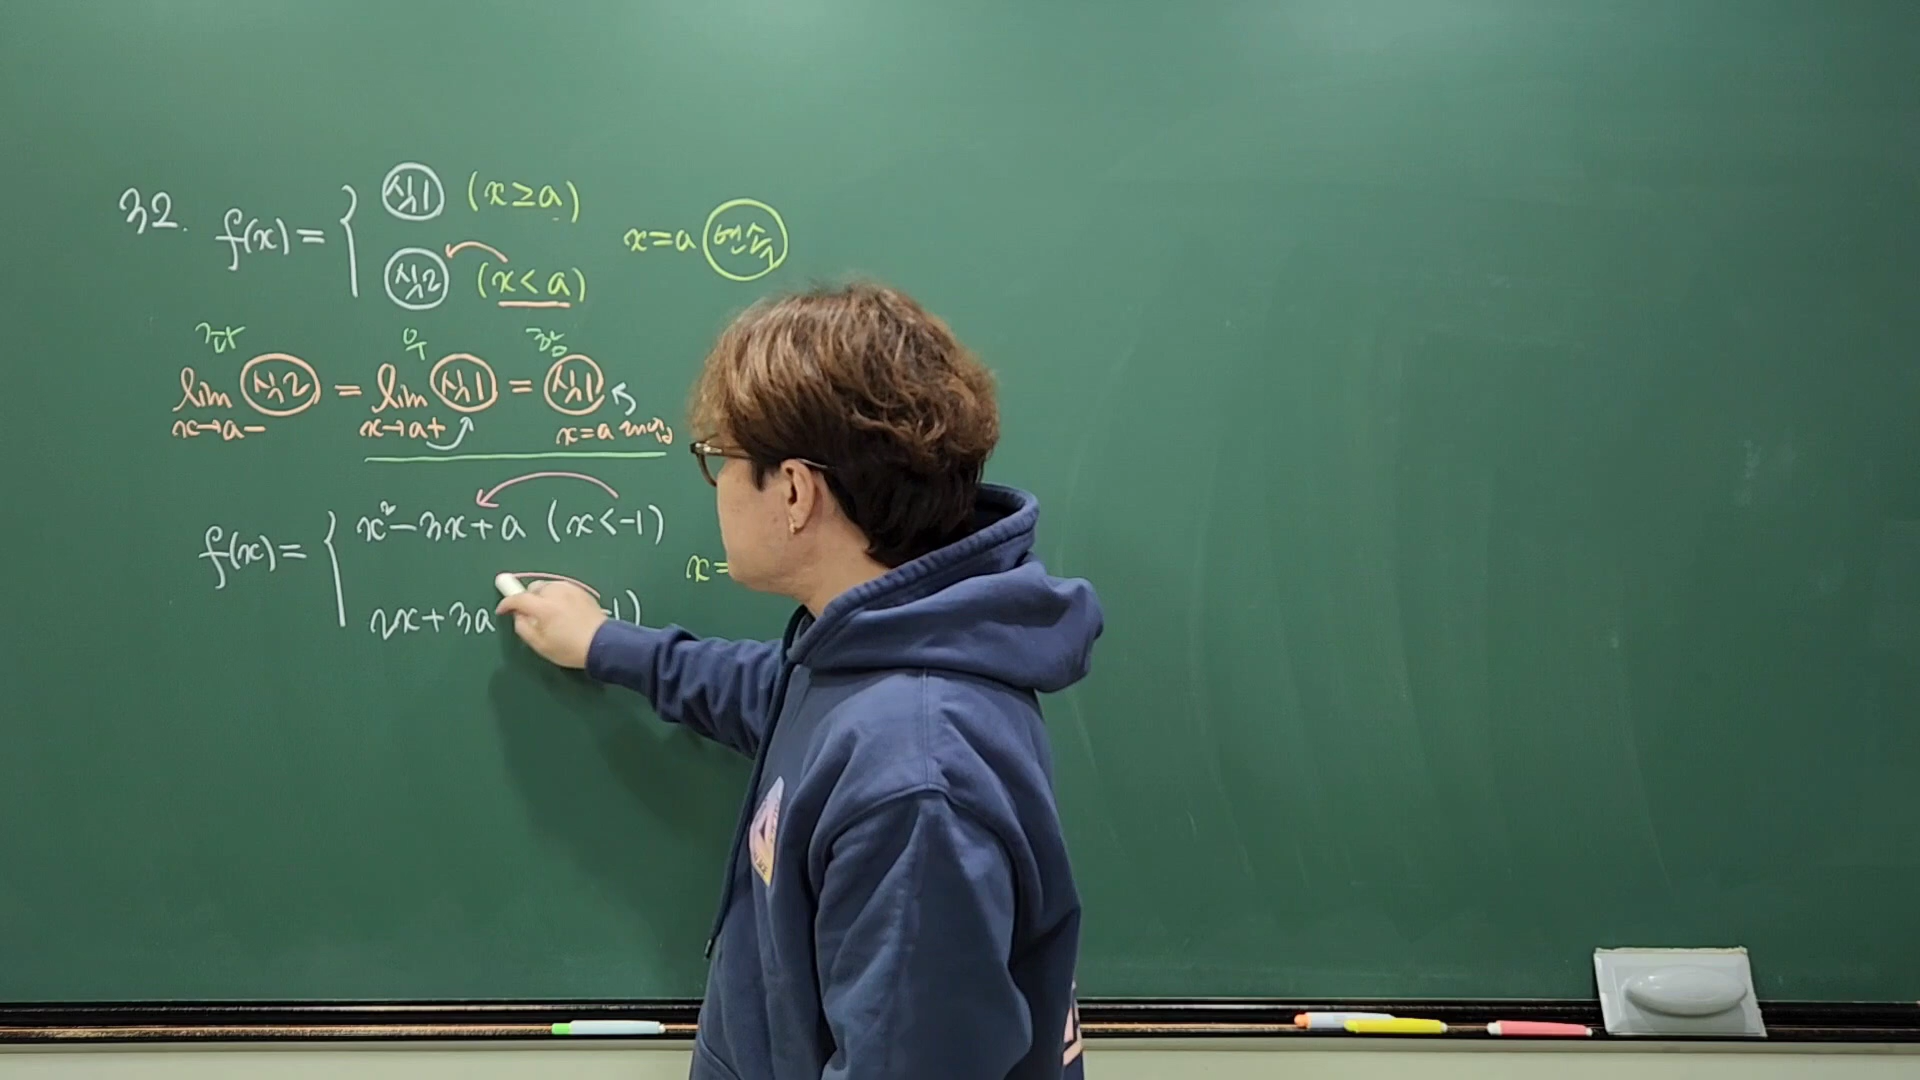 32. f(x) = { 식1 (x ≥ a)
식2 (x < a)
x = a 연속
좌 우 함
lim x→a- 식2 = lim x→a+ 식1 = 식1 x=a 대입
f(x) = { x² - 3x + a (x < -1)
2x + 3a -1)
x =